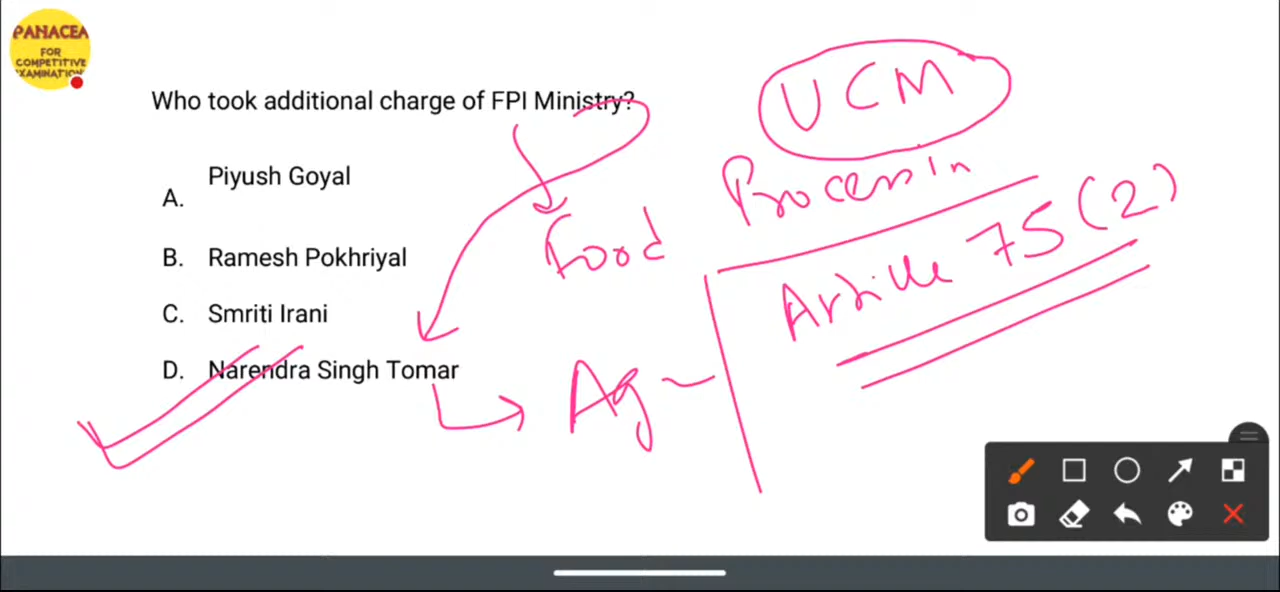 PANACEA
FOR
COMPETITIVE
EXAMINATION
Who took additional charge of FPI Ministry?
UCM
A. Piyush Goyal
Food Processin
B. Ramesh Pokhriyal
Article 75 (2)
C. Smriti Irani
D. Narendra Singh Tomar
Ag